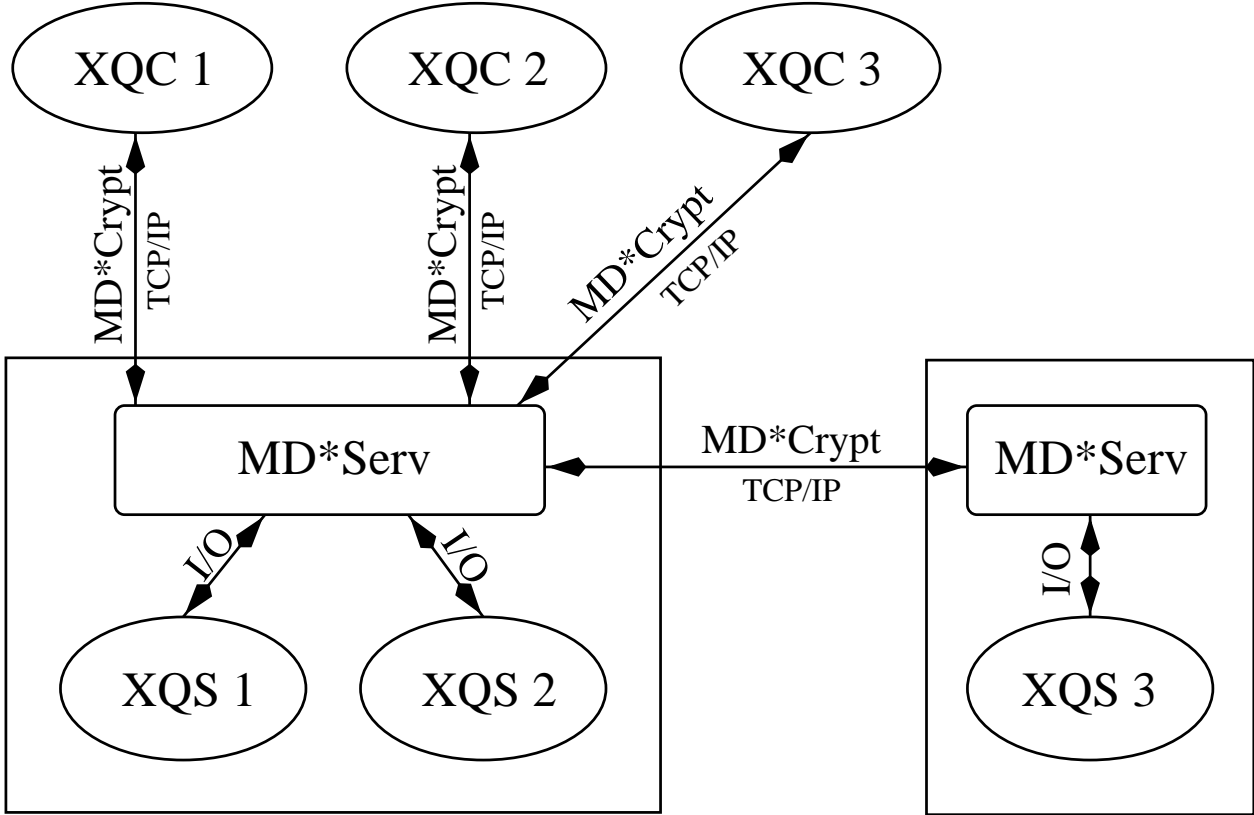 XQC 1
XQC 2
XQC 3
MD*Crypt
TCP/IP
MD*Crypt
TCP/IP
MD*Crypt
TCP/IP
MD*Serv
MD*Crypt
TCP/IP
MD*Serv
I/O
I/O
I/O
XQS 1
XQS 2
XQS 3